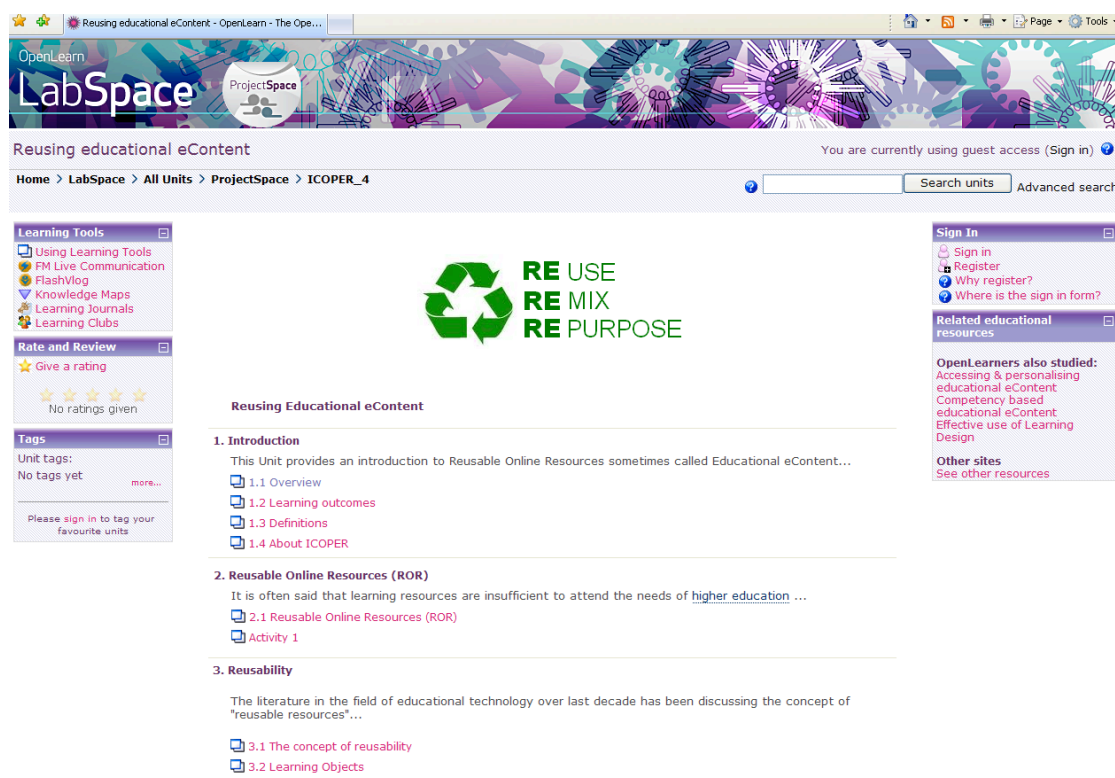 Reusing educational eContent - OpenLearn - The Ope...
Page
Tools
OpenLearn
LabSpace
ProjectSpace
Reusing educational eContent
You are currently using guest access (Sign in)
Home > LabSpace > All Units > ProjectSpace > ICOPER_4
Search units
Advanced search
Learning Tools
Using Learning Tools
FM Live Communication
FlashVlog
Knowledge Maps
Learning Journals
Learning Clubs
Rate and Review
Give a rating
No ratings given
Tags
Unit tags:
No tags yet
more...
Please sign in to tag your
favourite units
RE USE
RE MIX
RE PURPOSE
Reusing Educational eContent
1. Introduction
This Unit provides an introduction to Reusable Online Resources sometimes called Educational eContent...
1.1 Overview
1.2 Learning outcomes
1.3 Definitions
1.4 About ICOPER
2. Reusable Online Resources (ROR)
It is often said that learning resources are insufficient to attend the needs of higher education ...
2.1 Reusable Online Resources (ROR)
Activity 1
3. Reusability
The literature in the field of educational technology over last decade has been discussing the concept of
"reusable resources"...
3.1 The concept of reusability
3.2 Learning Objects
Sign In
Sign in
Register
Why register?
Where is the sign in form?
Related educational
resources
OpenLearners also studied:
Accessing & personalising
educational eContent
Competency based
educational eContent
Effective use of Learning
Design
Other sites
See other resources